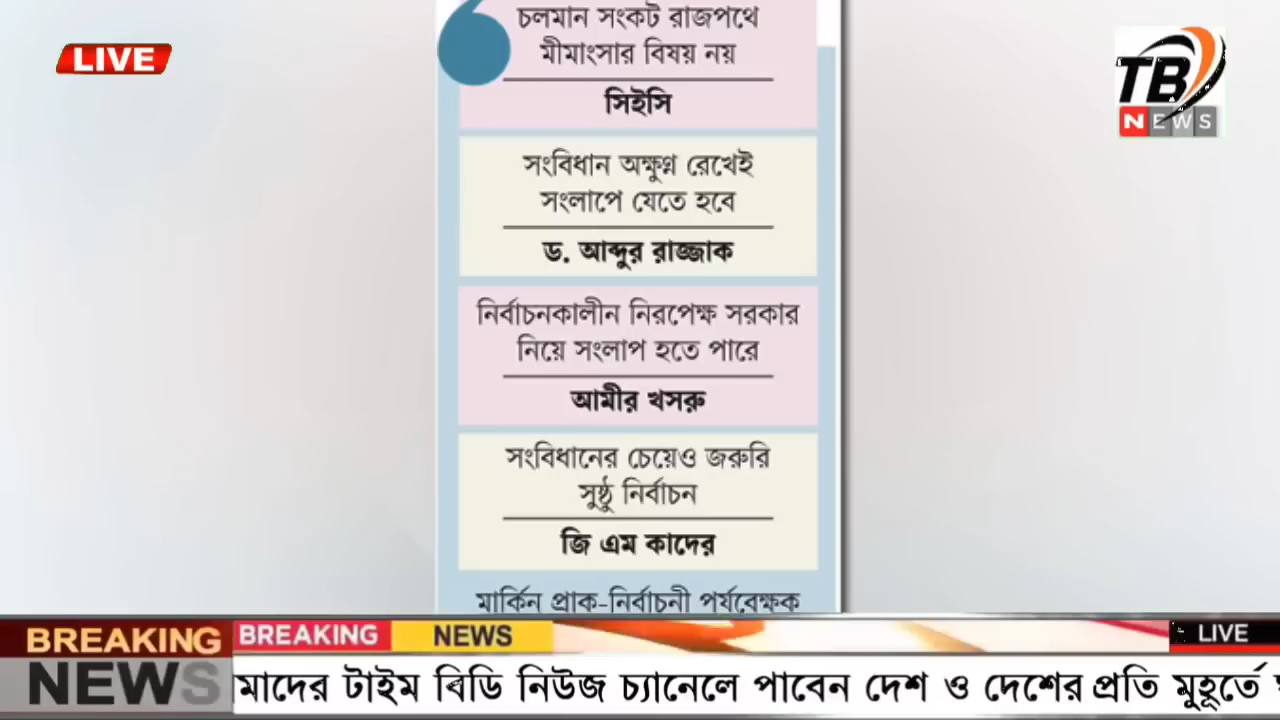 চলমান সংকট রাজপথে
মীমাংসার বিষয় নয়
সিইসি
সংবিধান অক্ষুণ্ণ রেখেই
সংলাপে যেতে হবে
ড. আব্দুর রাজ্জাক
নির্বাচনকালীন নিরপেক্ষ সরকার
নিয়ে সংলাপ হতে পারে
আমীর খসরু
সংবিধানের চেয়েও জরুরি
সুষ্ঠু নির্বাচন
জি এম কাদের
মার্কিন প্রাক-নির্বাচনী পর্যবেক্ষক
LIVE
TB
NEWS
BREAKING
NEWS
BREAKING NEWS
LIVE
মাদের টাইম বিডি নিউজ চ্যানেলে পাবেন দেশ ও দেশের প্রতি মুহূর্তে